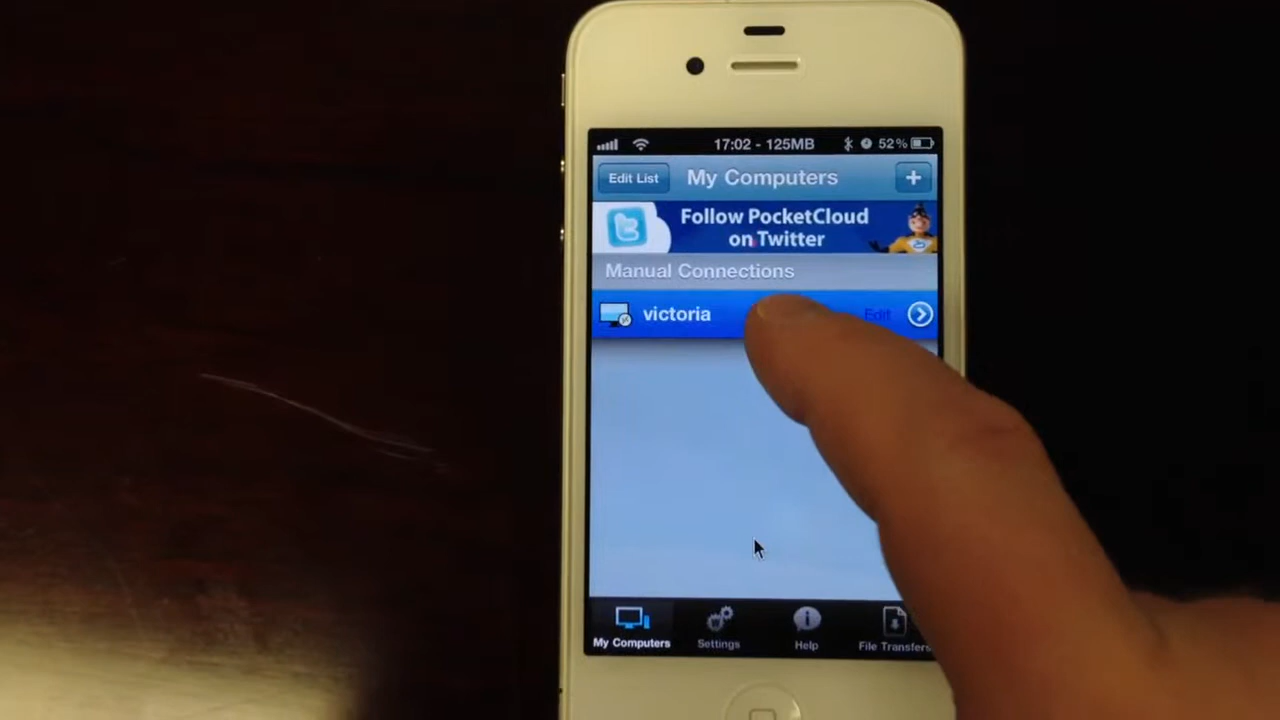 17:02 - 125MB
52%
Edit List
My Computers
+
Follow PocketCloud
on Twitter
Manual Connections
victoria
Edit
My Computers
Settings
Help
File Transfers